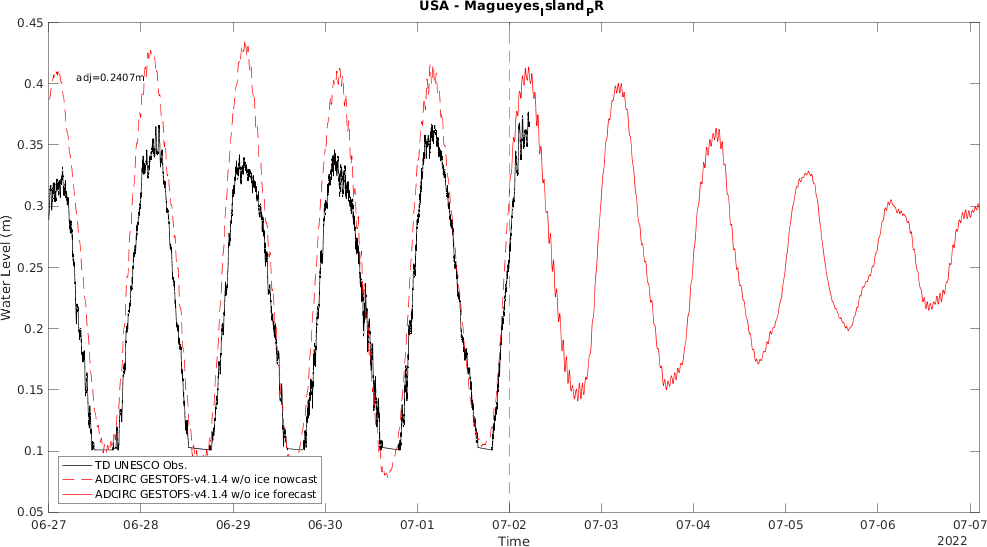 USA - Magueyes_Island_PR
0.45
0.4
0.35
0.3
0.25
0.2
0.15
0.1
0.05
Water Level (m)
adj=0.2407m
TD UNESCO Obs.
ADCIRC GESTOFS-v4.1.4 w/o ice nowcast
ADCIRC GESTOFS-v4.1.4 w/o ice forecast
06-27 06-28 06-29 06-30 07-01 07-02 07-03 07-04 07-05 07-06 07-07
Time
2022